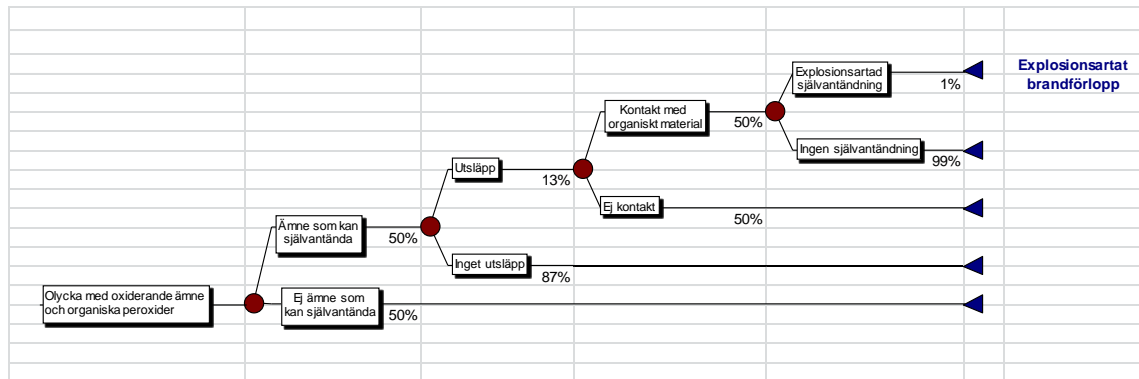 Explosionsartad
självantändning
1%
Explosionsartat
brandförlopp
Kontakt med
organiskt material
50%
Ingen självantändning
99%
Utsläpp
13%
Ej kontakt
50%
Ämne som kan
självantända
50%
Inget utsläpp
87%
Olycka med oxiderande ämne
och organiska peroxider
Ej ämne som
kan självantända
50%